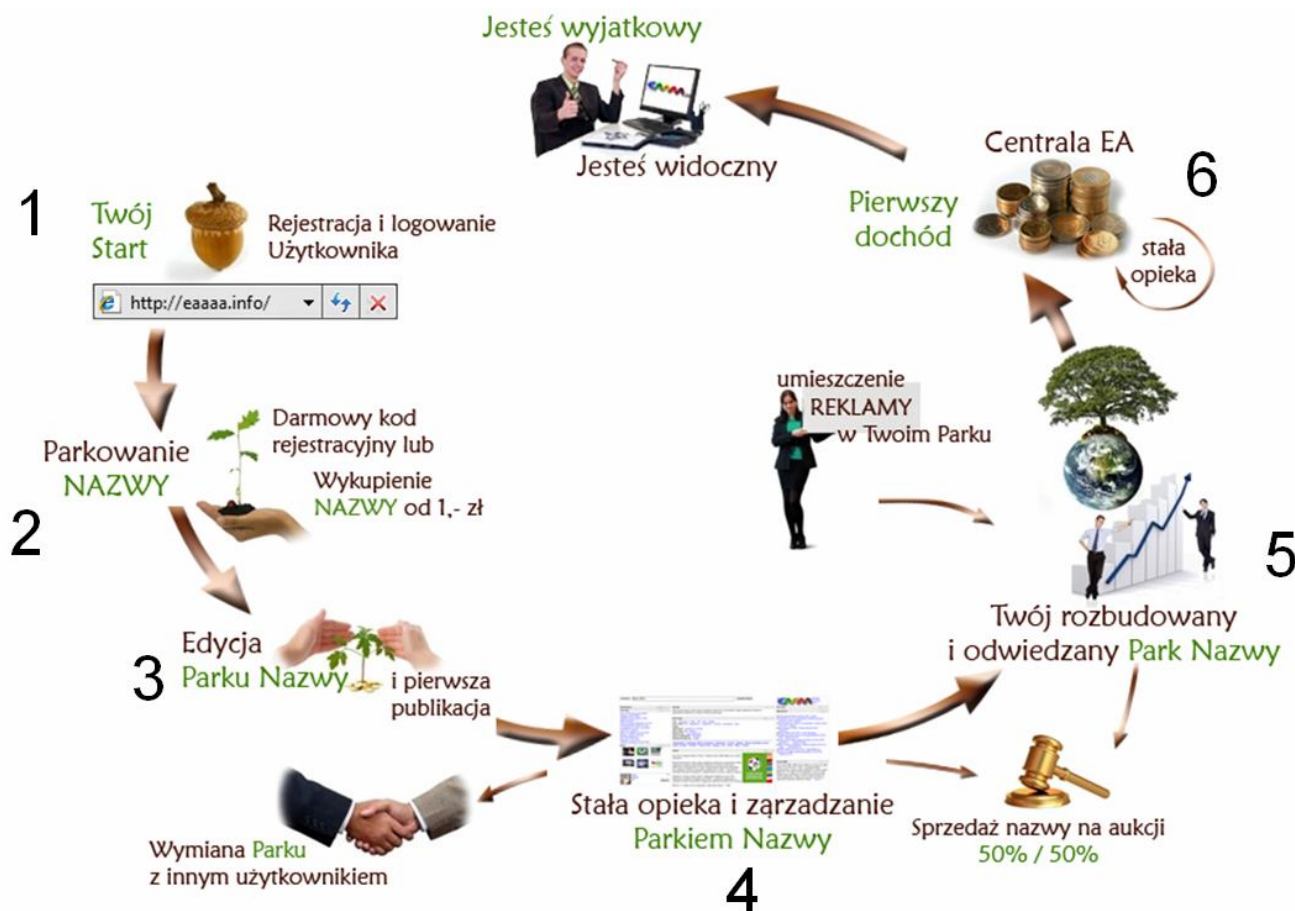 Jesteś wyjatkowy
Jesteś widoczny
1
Twój
Start
Rejestracja i logowanie
Użytkownika
http://eaaaa.info/
Parkowanie
NAZWY
2
Darmowy kod
rejestracyjny lub
Wykupienie
NAZWY od 1,- zł
Edycja
Parku Nazwy
3
i pierwsza
publikacja
Wymiana Parku
z innym użytkownikiem
Stała opieka i ząrzadzanie
Parkiem Nazwy
4
Sprzedaż nazwy na aukcji
50% / 50%
umieszczenie
REKLAMY
w Twoim Parku
5
Twój rozbudowany
i odwiedzany Park Nazwy
Centrala EA
6
Pierwszy
dochód
stała
opieka